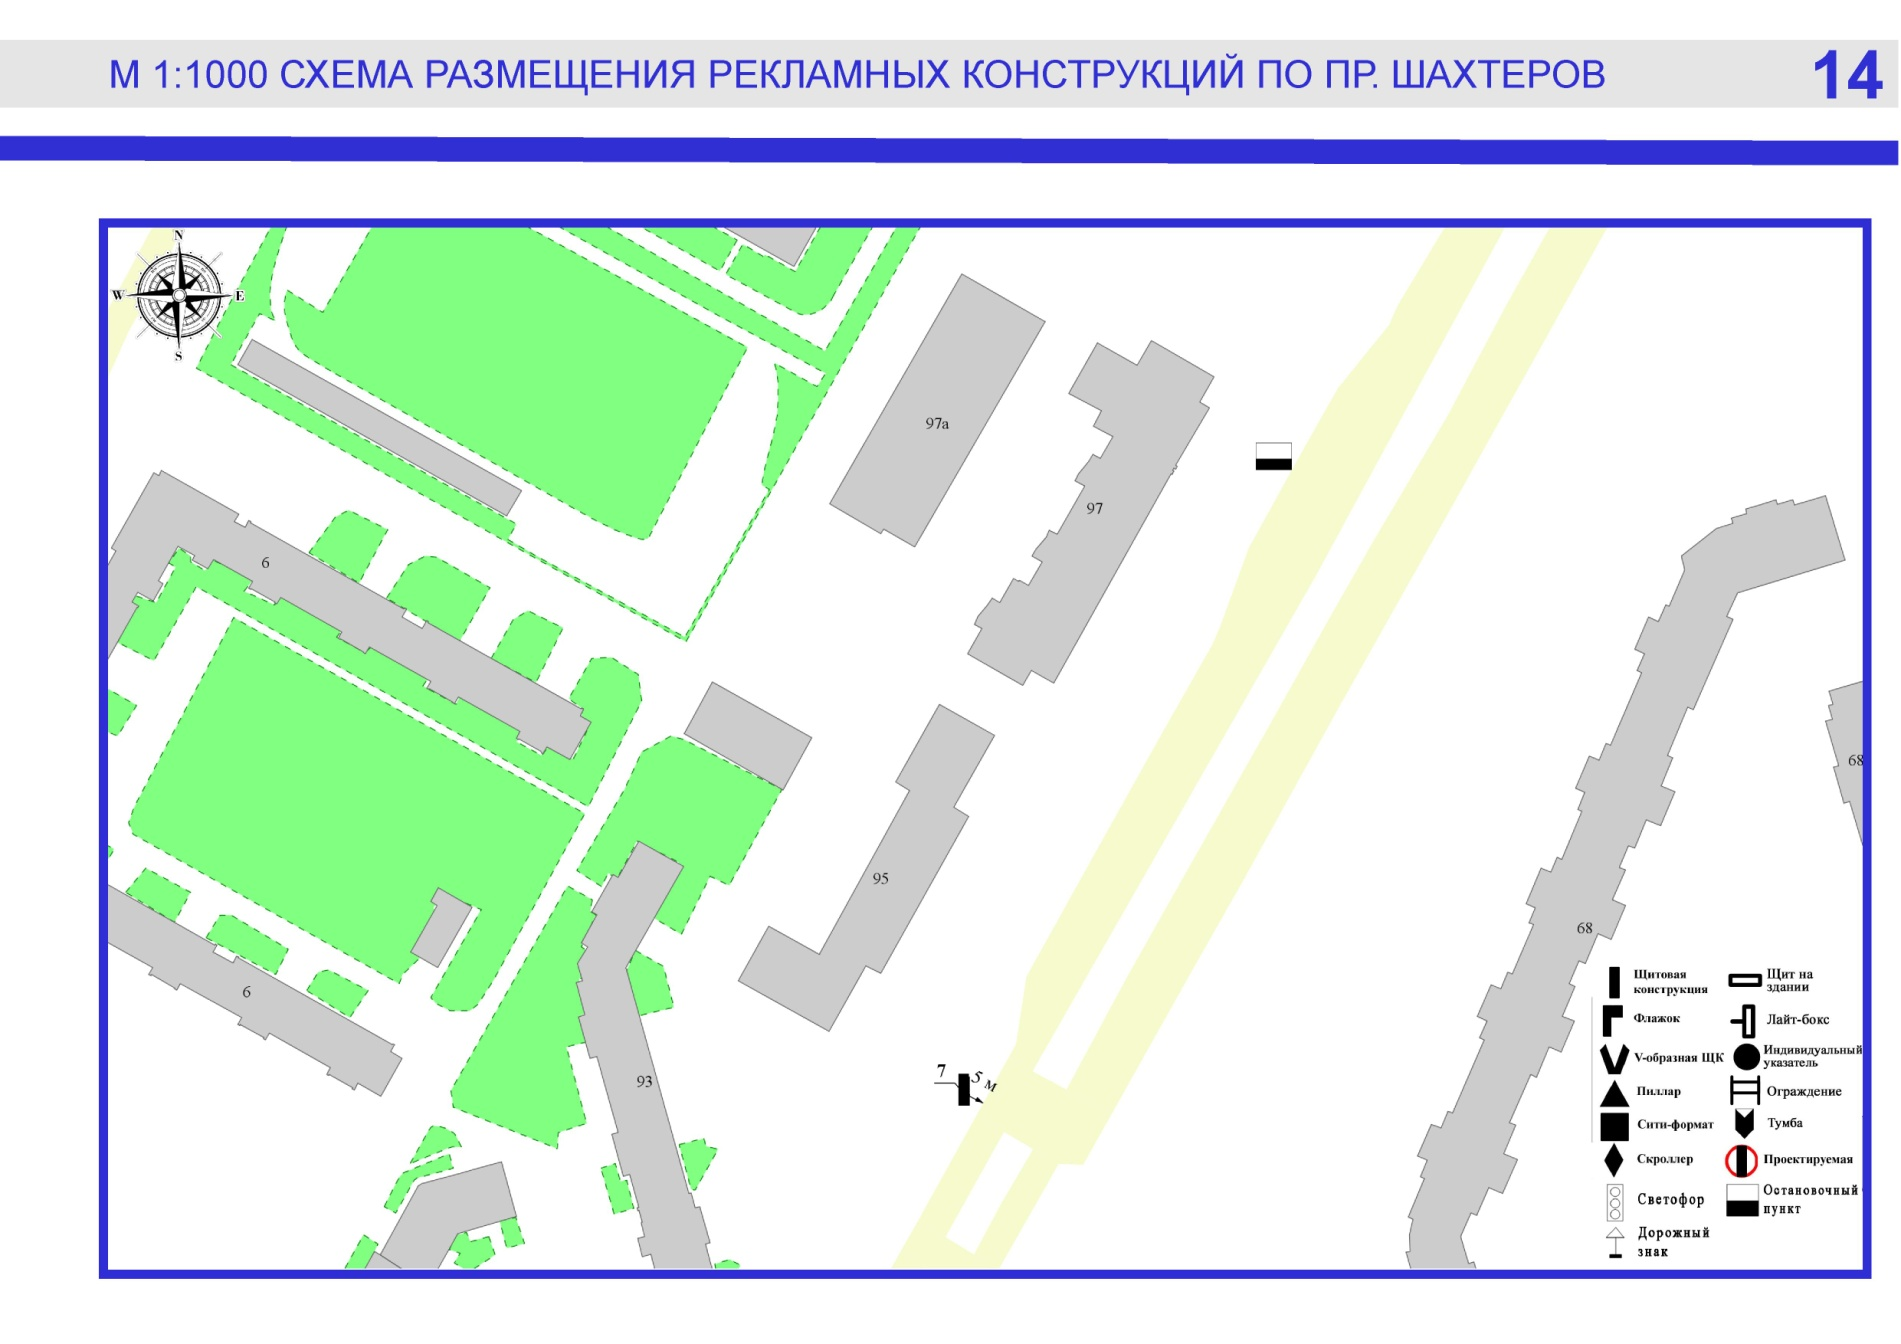 М 1:1000 СХЕМА РАЗМЕЩЕНИЯ РЕКЛАМНЫХ КОНСТРУКЦИЙ ПО ПР. ШАХТЕРОВ
14
N
W
E
S
97а
97
6
68
95
68
6
93
7
5 м
Щитовая
конструкция
Щит на
здании
Флажок
Лайт-бокс
V-образная ЩК
Индивидуальный
указатель
Пиллар
Ограждение
Сити-формат
Тумба
Скроллер
Проектируемая
Светофор
Остановочный
пункт
Дорожный
знак